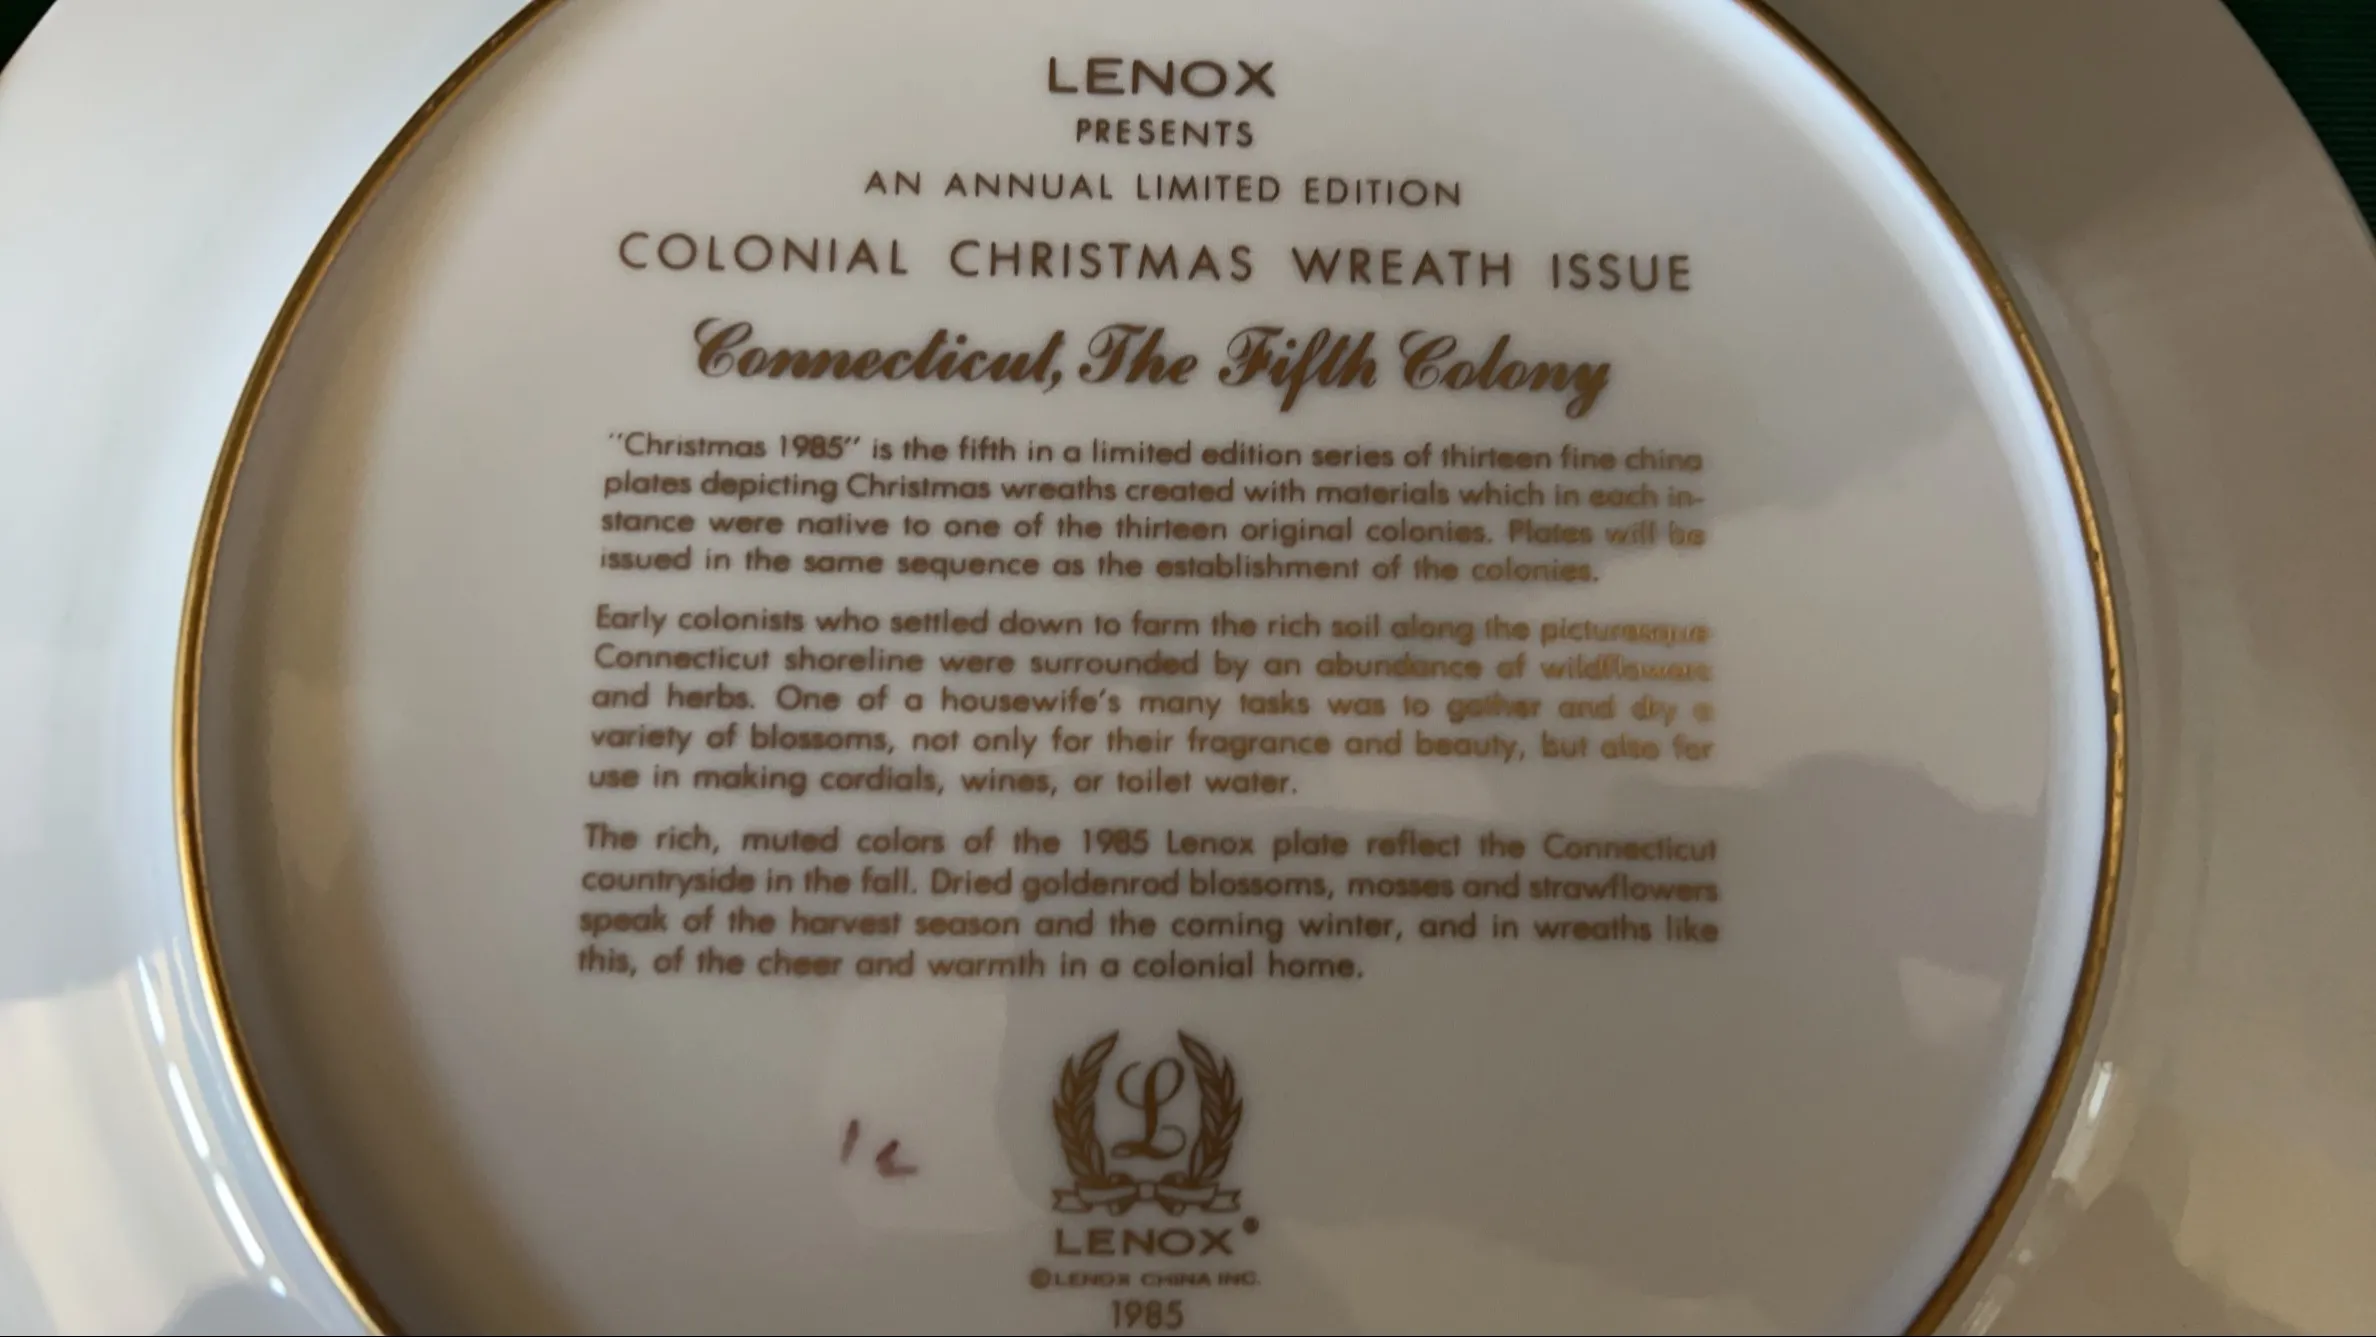 LENOX
PRESENTS
AN ANNUAL LIMITED EDITION
COLONIAL CHRISTMAS WREATH ISSUE
Connecticut, The Fifth Colony
"Christmas 1985" is the fifth in a limited edition series of thirteen fine china
plates depicting Christmas wreaths created with materials which in each in-
stance were native to one of the thirteen original colonies. Plates will be
issued in the same sequence as the establishment of the colonies.
Early colonists who settled down to farm the rich soil along the picturesque
Connecticut shoreline were surrounded by an abundance of wildflowers
and herbs. One of a housewife's many tasks was to gather and dry a
variety of blossoms, not only for their fragrance and beauty, but also for
use in making cordials, wines, or toilet water.
The rich, muted colors of the 1985 Lenox plate reflect the Connecticut
countryside in the fall. Dried goldenrod blossoms, mosses and strawflowers
speak of the harvest season and the coming winter, and in wreaths like
this, of the cheer and warmth in a colonial home.
L
LENOX®
©LENOX CHINA INC.
1985